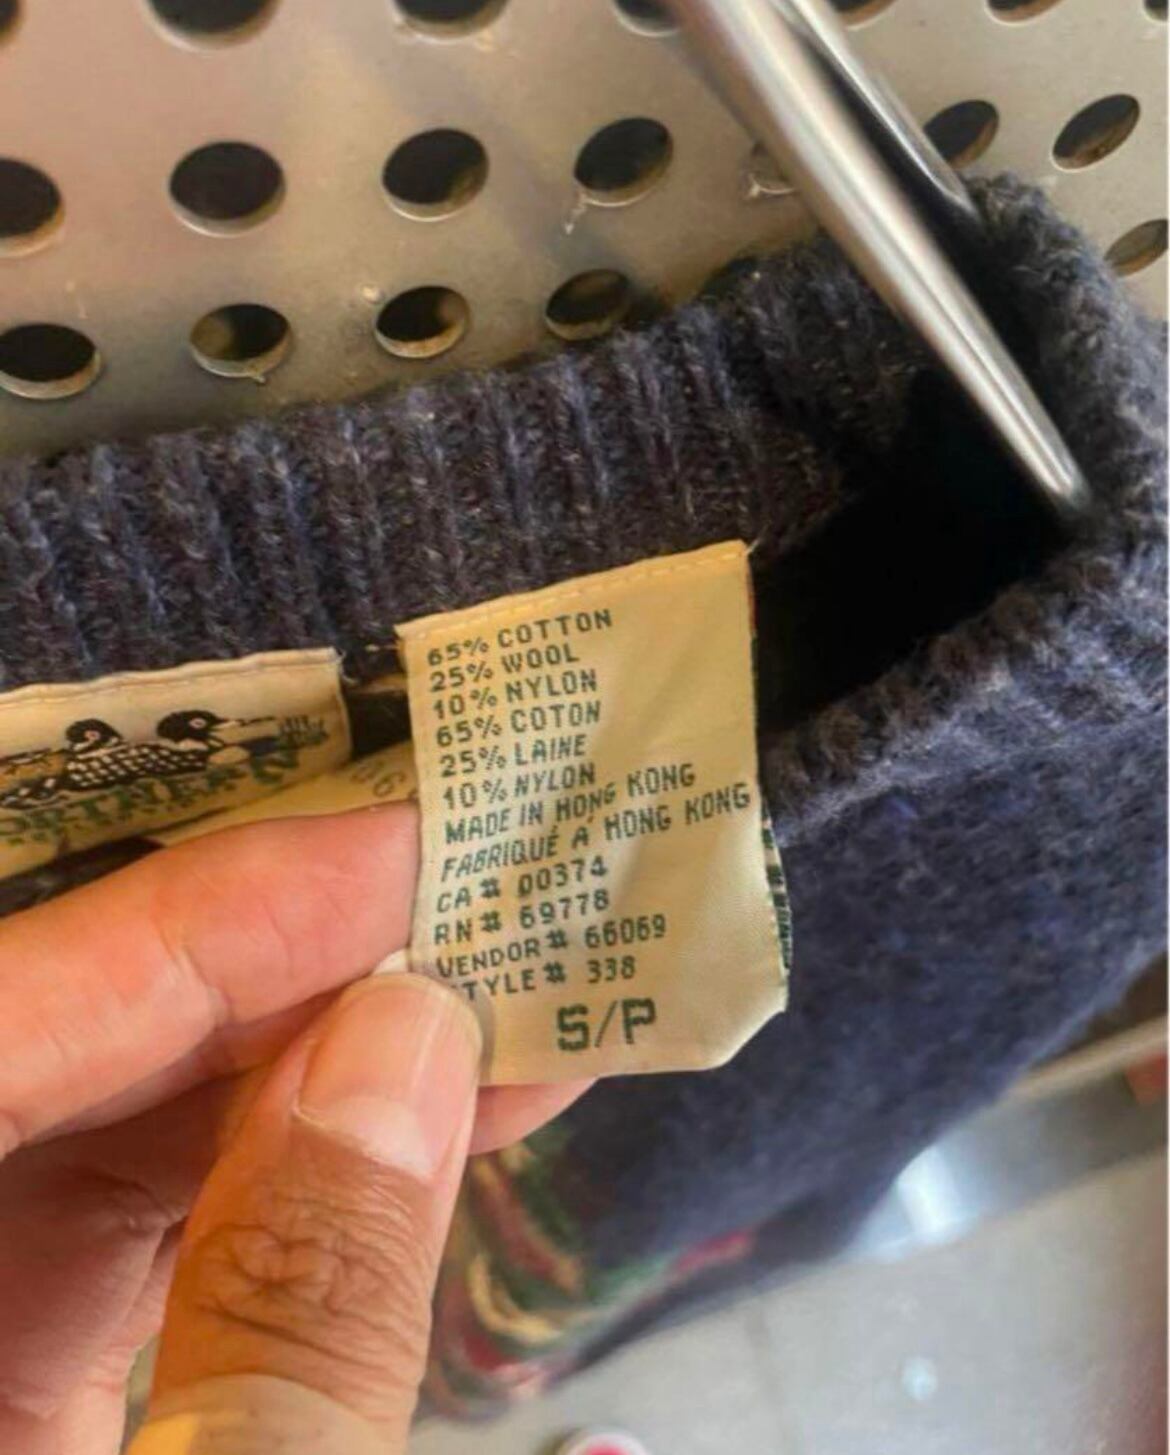 65% COTTON
25% WOOL
10% NYLON
65% COTON
25% LAINE
10% NYLON
MADE IN HONG KONG
FABRIQUÉ À HONG KONG
CA# 00374
RN# 69778
VENDOR# 66069
TYLE# 338
S/P